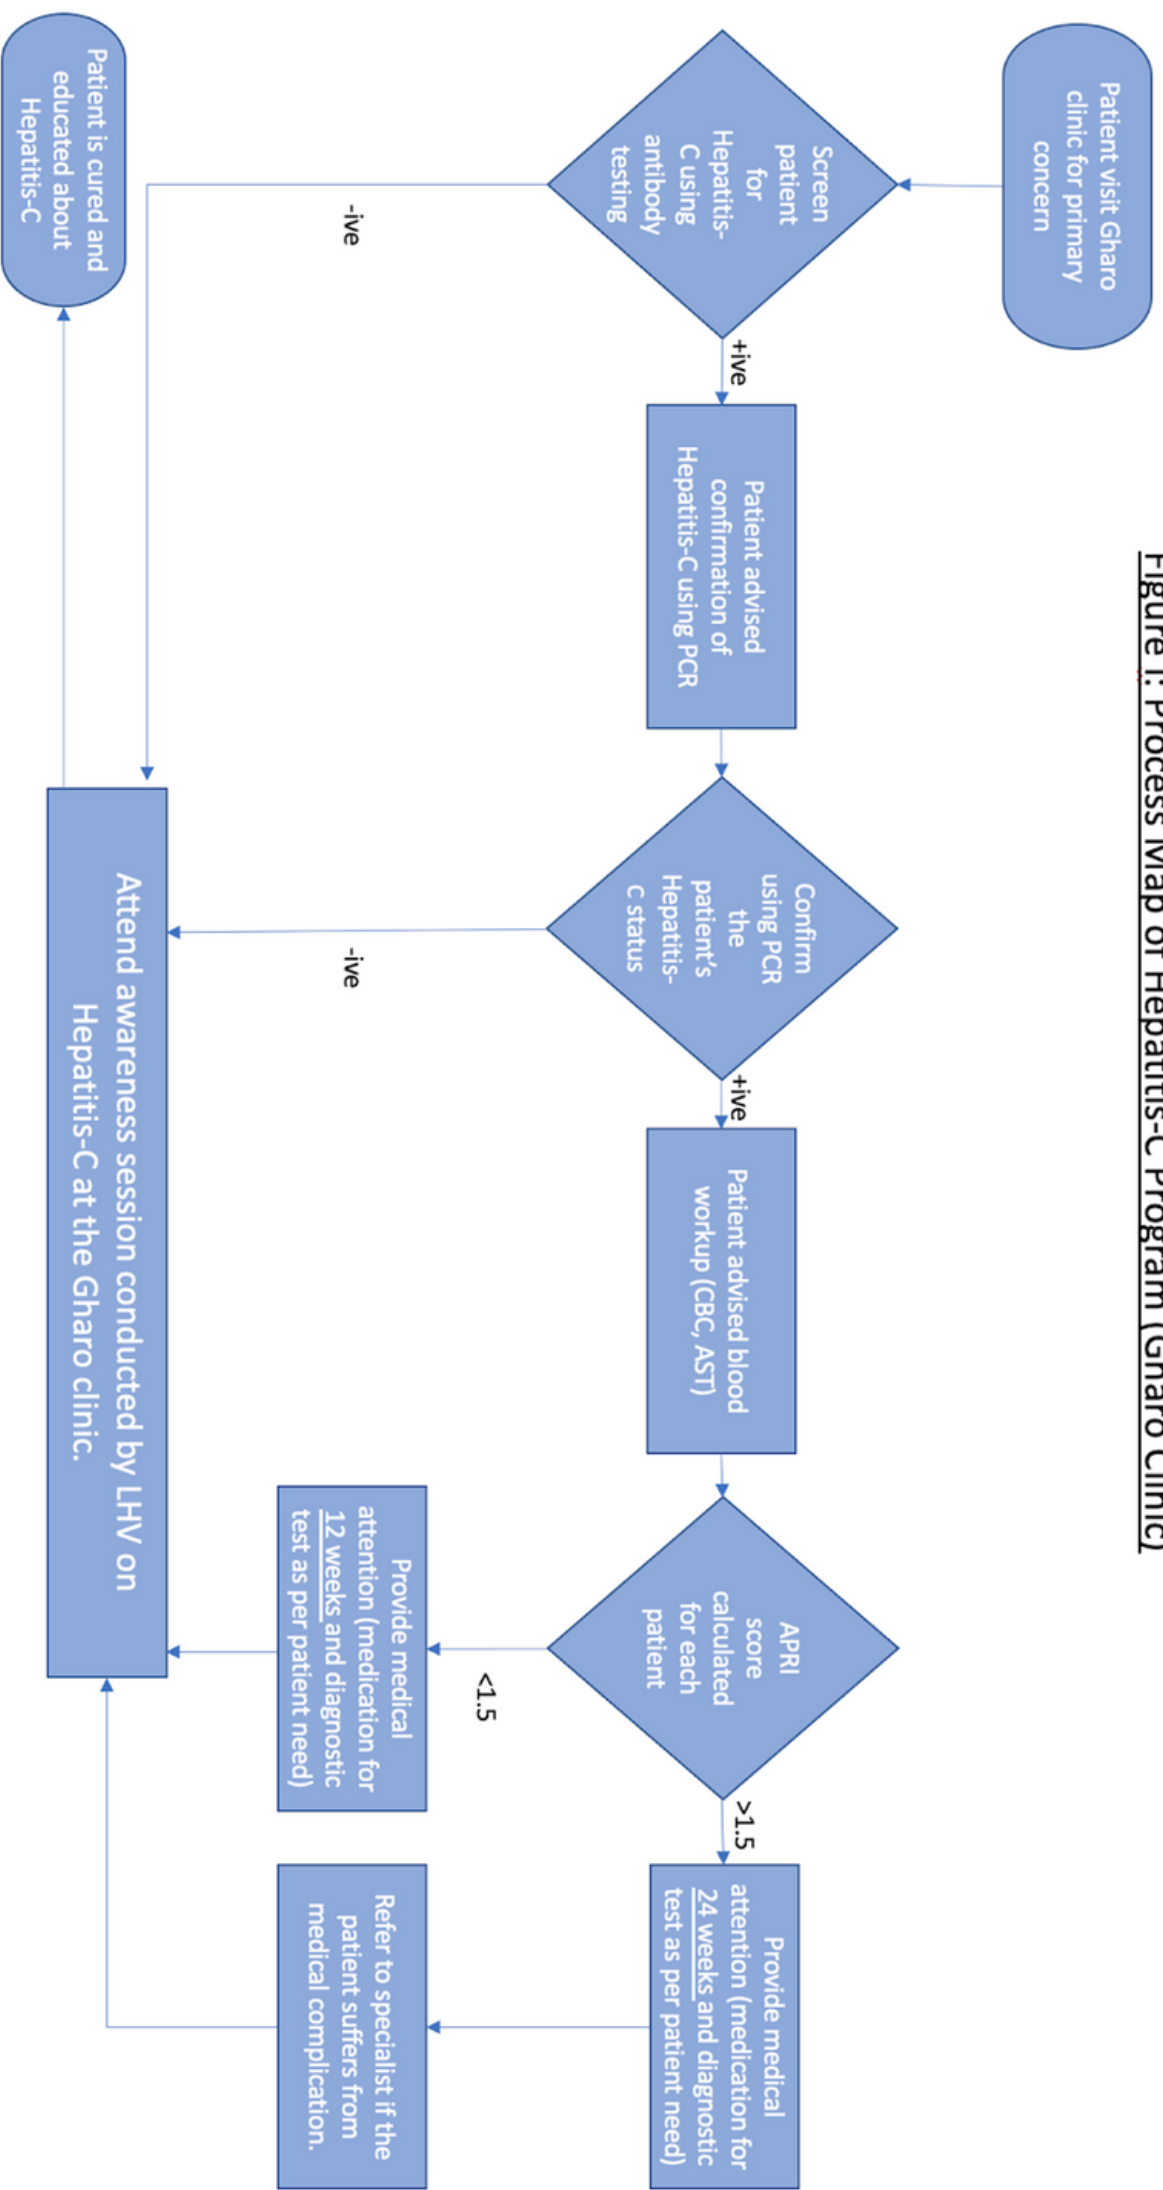 Figure I: Process Map of Hepatitis-C Program (Gharo Clinic)
Patient visit Gharo
clinic for primary
concern
Screen
patient
for
Hepatitis-
C using
antibody
testing
+ive
-ive
Patient advised
confirmation of
Hepatitis-C using PCR
Confirm
using PCR
the
patient's
Hepatitis-
C status
+ive
-ive
Patient advised blood
workup (CBC, AST)
APRI
score
calculated
for each
patient
>1.5
<1.5
Provide medical
attention (medication for
24 weeks and diagnostic
test as per patient need)
Provide medical
attention (medication for
12 weeks and diagnostic
test as per patient need)
Refer to specialist if the
patient suffers from
medical complication.
Attend awareness session conducted by LHV on
Hepatitis-C at the Gharo clinic.
Patient is cured and
educated about
Hepatitis-C